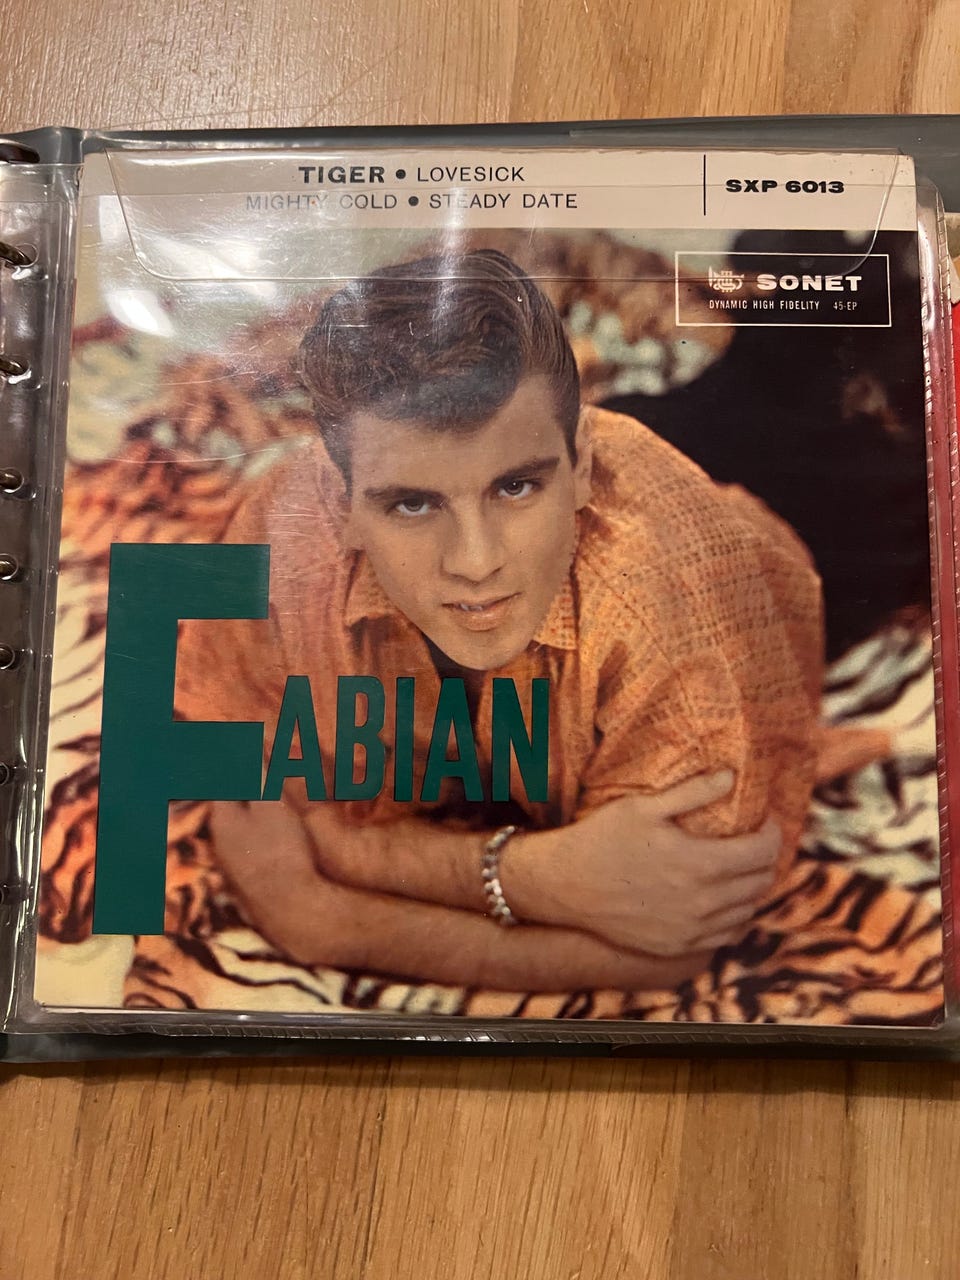 TIGER • LOVESICK
MIGHTY COLD • STEADY DATE
SXP 6013
SONET
DYNAMIC HIGH FIDELITY 45-EP
FABIAN